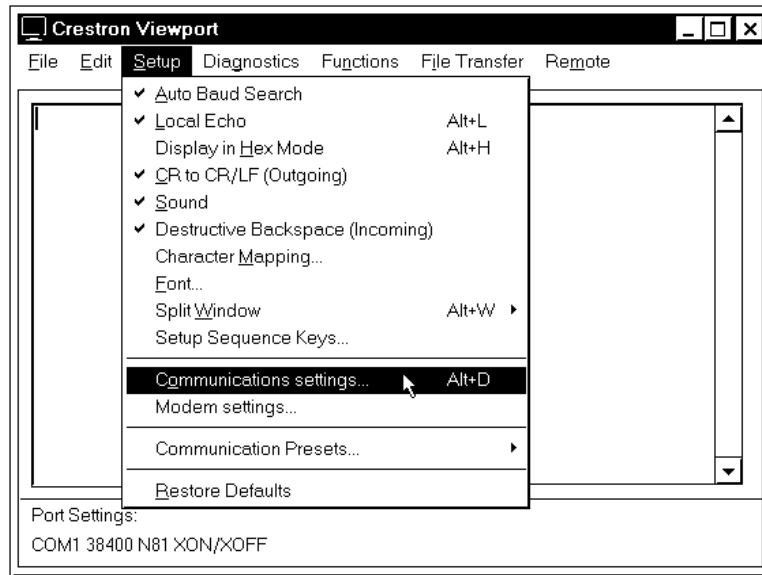 Crestron Viewport
File Edit Setup Diagnostics Functions File Transfer Remote
Auto Baud Search
Local Echo Alt+L
Display in Hex Mode Alt+H
CR to CR/LF (Outgoing)
Sound
Destructive Backspace (Incoming)
Character Mapping...
Font...
Split Window Alt+W
Setup Sequence Keys...
Communications settings... Alt+D
Modem settings...
Communication Presets...
Restore Defaults
Port Settings:
COM1 38400 N81 XON/XOFF